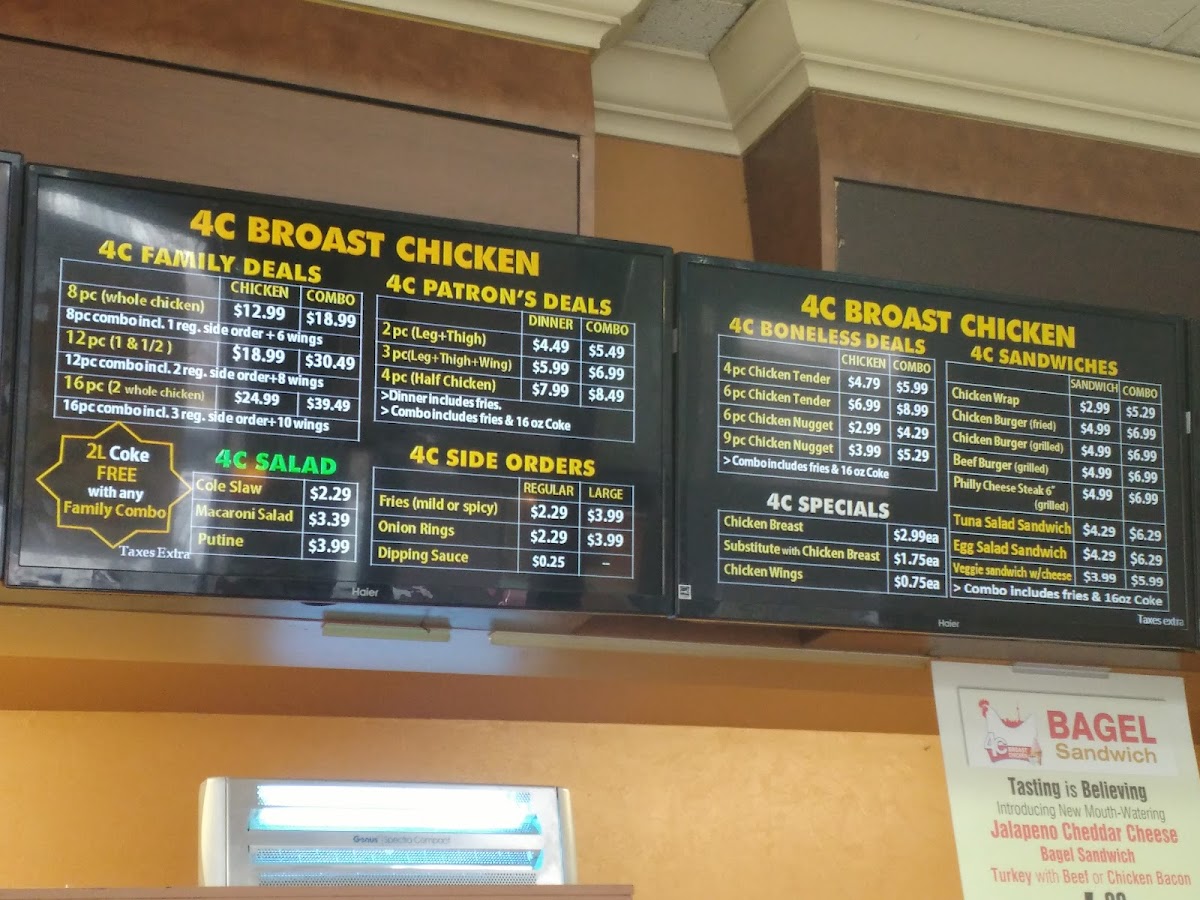 4C BROAST CHICKEN
4C FAMILY DEALS
CHICKEN COMBO
8pc (whole chicken) $12.99 $18.99
8pc combo incl. 1 reg. side order + 6 wings
12pc (1 & 1/2 ) $18.99 $30.49
12pc combo incl. 2 reg. side order+8 wings
16pc (2 whole chicken) $24.99 $39.49
16pc combo incl. 3 reg. side order+10 wings
2L Coke
FREE
with any
Family Combo
4C SALAD
Cole Slaw $2.29
Macaroni Salad $3.39
Putine $3.99
Taxes Extra
4C PATRON'S DEALS
DINNER COMBO
2pc (Leg+Thigh) $4.49 $5.49
3pc(Leg+Thigh+Wing) $5.99 $6.99
4pc (Half Chicken) $7.99 $8.49
>Dinner includes fries.
> Combo includes fries & 16 oz Coke
4C SIDE ORDERS
REGULAR LARGE
Fries (mild or spicy) $2.29 $3.99
Onion Rings $2.29 $3.99
Dipping Sauce $0.25 –
Haier
4C BROAST CHICKEN
4C BONELESS DEALS
CHICKEN COMBO
4pc Chicken Tender $4.79 $5.99
6pc Chicken Tender $6.99 $8.99
6pc Chicken Nugget $2.99 $4.29
9pc Chicken Nugget $3.99 $5.29
> Combo includes fries & 16 oz Coke
4C SPECIALS
Chicken Breast $2.99ea
Substitute with Chicken Breast $1.75ea
Chicken Wings $0.75ea
4C SANDWICHES
SANDWICH COMBO
Chicken Wrap $2.99 $5.29
Chicken Burger (fried) $4.99 $6.99
Chicken Burger (grilled) $4.99 $6.99
Beef Burger (grilled) $4.99 $6.99
Philly Cheese Steak 6" $4.99 $6.99
(grilled)
Tuna Salad Sandwich $4.29 $6.29
Egg Salad Sandwich $4.29 $6.29
Veggie sandwich w/cheese $3.99 $5.99
> Combo includes fries & 16oz Coke
Taxes extra
Haier
4C
BROAST
CHICKEN
BAGEL
Sandwich
Tasting is Believing
Introducing New Mouth-Watering
Jalapeno Cheddar Cheese
Bagel Sandwich
Turkey with Beef or Chicken Bacon
Genus Spectra Compact